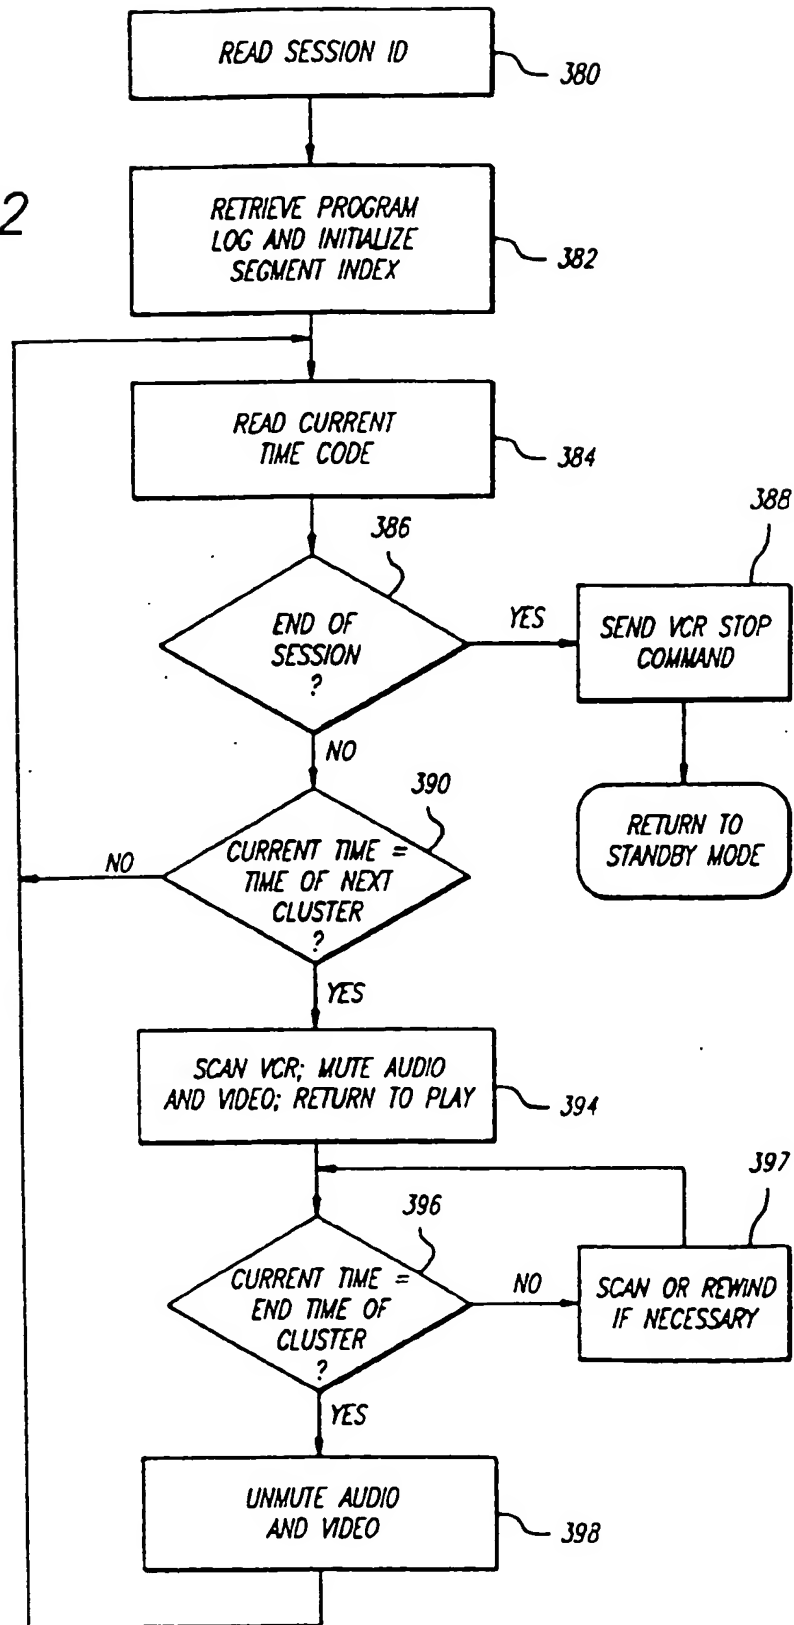 READ SESSION ID
380
2
RETRIEVE PROGRAM
LOG AND INITIALIZE
SEGMENT INDEX
382
READ CURRENT
TIME CODE
384
386
388
END OF
SESSION
?
YES
SEND VCR STOP
COMMAND
NO
390
RETURN TO
STANDBY MODE
CURRENT TIME =
TIME OF NEXT
CLUSTER
?
NO
YES
SCAN VCR; MUTE AUDIO
AND VIDEO; RETURN TO PLAY
394
397
396
CURRENT TIME =
END TIME OF
CLUSTER
?
NO
SCAN OR REWIND
IF NECESSARY
YES
UNMUTE AUDIO
AND VIDEO
398